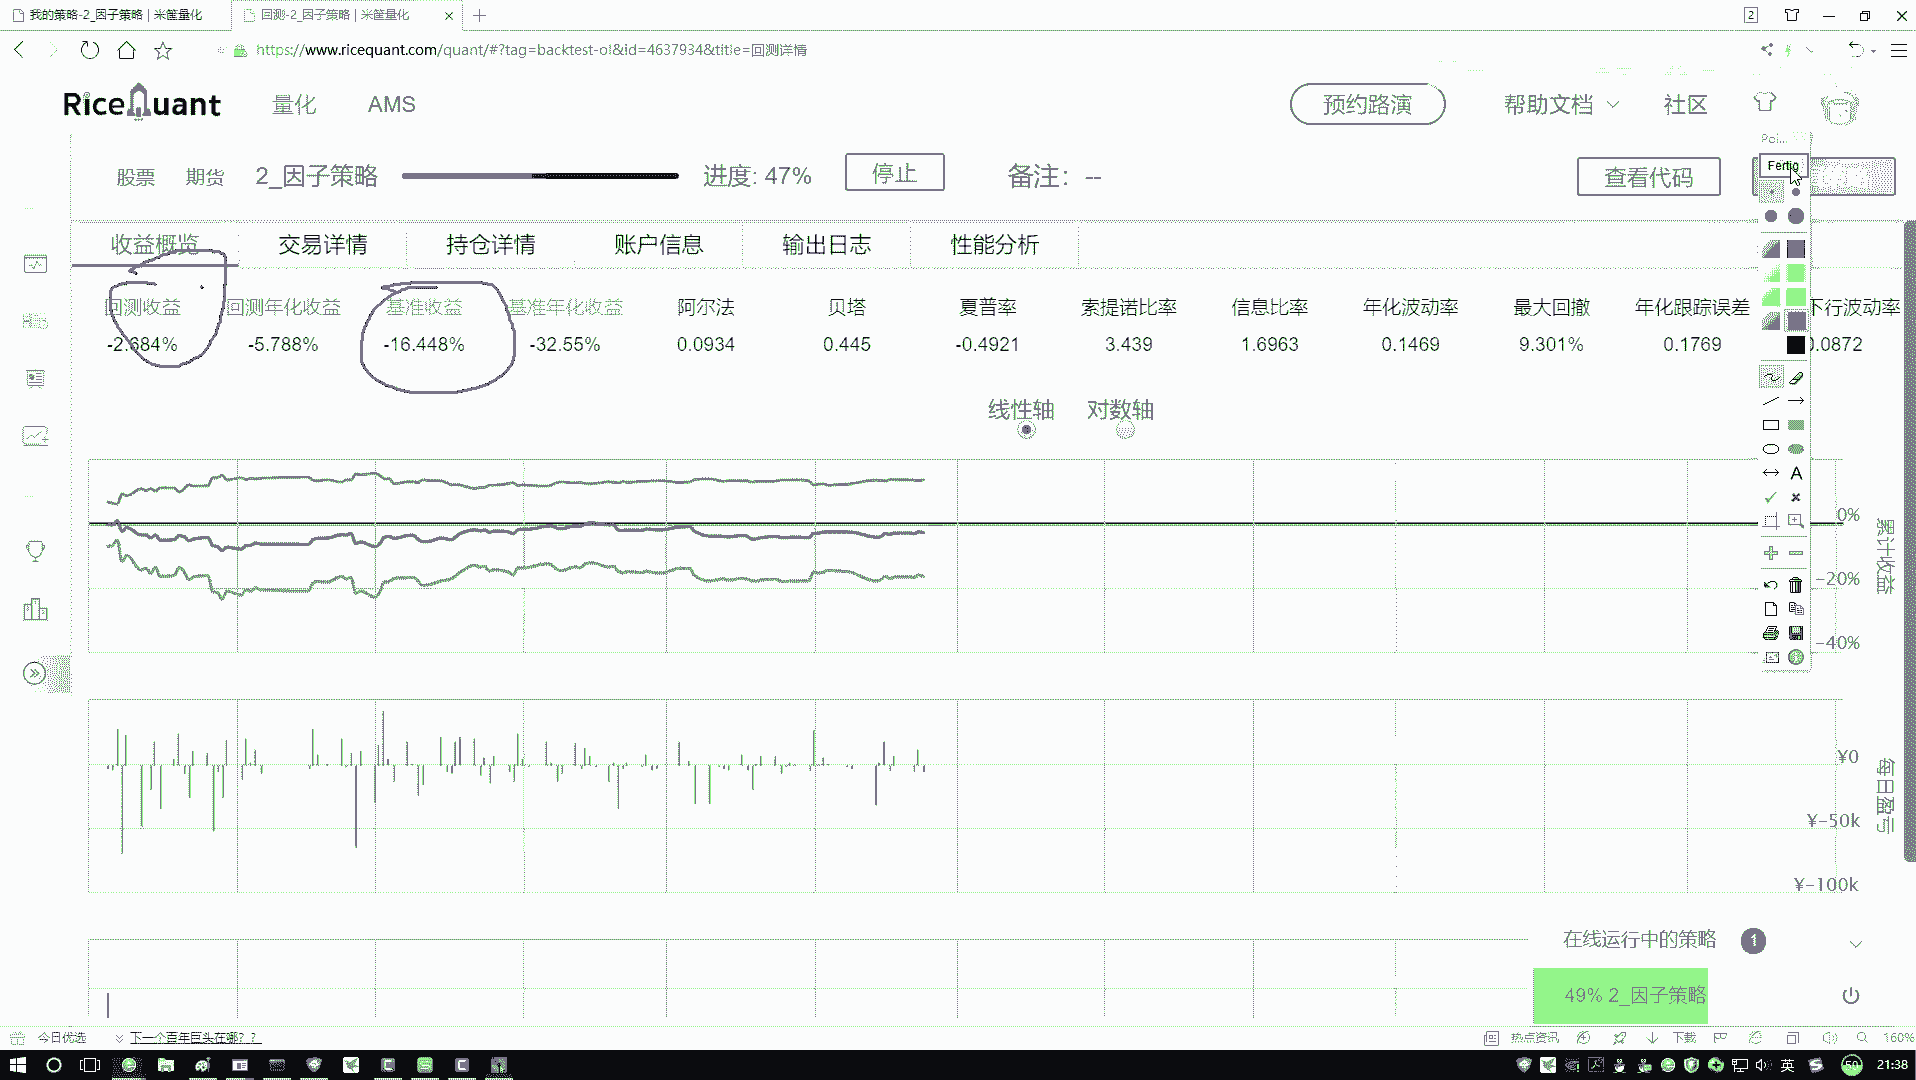 我的策略-2_因子策略 | 米筐量化
回测-2_因子策略 | 米筐量化
2
https://www.ricequant.com/quant/#?tag=backtest-ol&id=4637934&title=回测详情
RiceQuant
量化
AMS
预约路演
帮助文档
社区
股票
期货
2_因子策略
进度: 47%
停止
备注：--
查看代码
Fertig
收益概览
交易详情
持仓详情
账户信息
输出日志
性能分析
回测收益 回测年化收益 基准收益 基准年化收益 阿尔法 贝塔 夏普率 索提诺比率 信息比率 年化波动率 最大回撤 年化跟踪误差 下行波动率
-2.684% -5.788% -16.448% -32.55% 0.0934 0.445 -0.4921 3.439 1.6963 0.1469 9.301% 0.1769 0.0872
线性轴 对数轴
0%
-20%
-40%
累计收益
¥0
¥-50k
¥-100k
每日盈亏
在线运行中的策略 1
49% 2_因子策略
今日优选
下一个百年巨头在哪？？
热点资讯
下载
160%
英
50
21:38